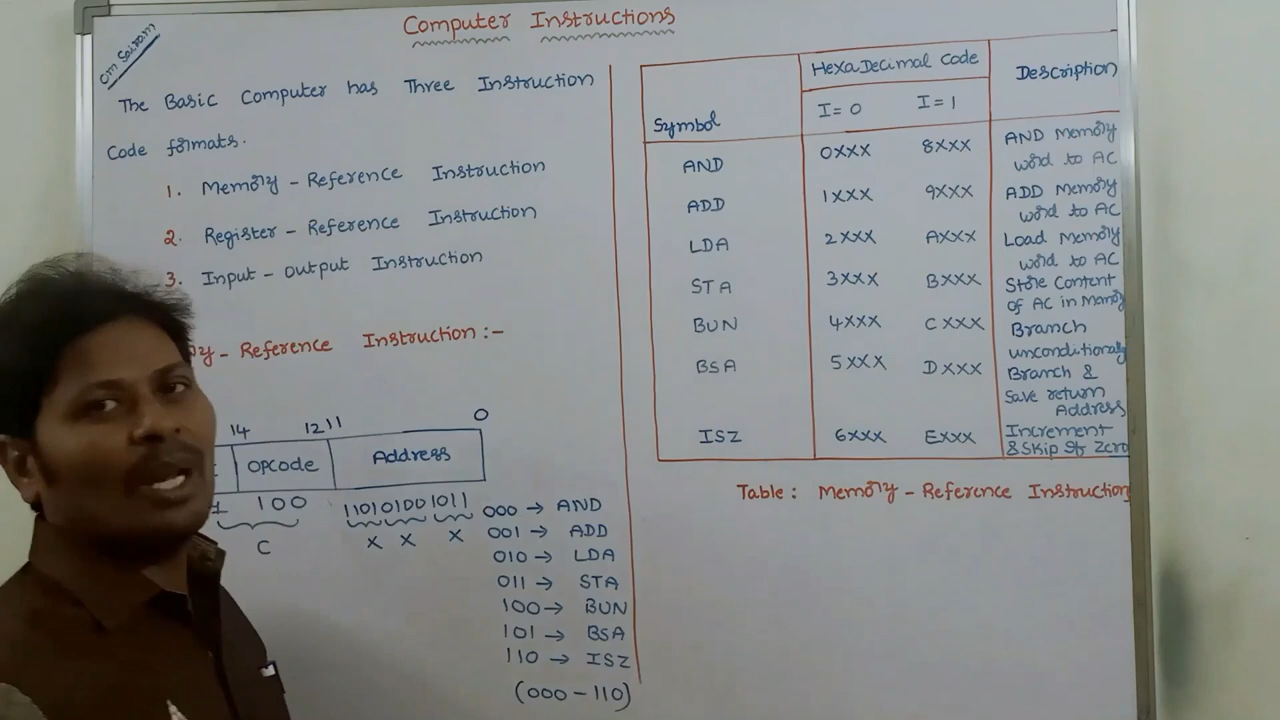 Om Sairam
Computer Instructions
The Basic Computer has Three Instruction
Code formats.
1. Memory - Reference Instruction
2. Register - Reference Instruction
3. Input - Output Instruction
ry - Reference Instruction :-
14 12 11 0
I Opcode Address
1 100 110101001011
C X X X
000 → AND
001 → ADD
010 → LDA
011 → STA
100 → BUN
101 → BSA
110 → ISZ
(000 - 110)
Symbol HexaDecimal Code Description
I = 0 I = 1
AND 0XXX 8XXX AND Memory
word to AC
ADD 1XXX 9XXX ADD Memory
word to AC
LDA 2XXX AXXX Load Memory
word to AC
STA 3XXX BXXX Store Content
of AC in
BUN 4XXX CXXX Branch
unconditionally
BSA 5XXX DXXX Branch &
Save return
Address
ISZ 6XXX EXXX Increment
& Skip If Zero
Table : Memory - Reference Instruction